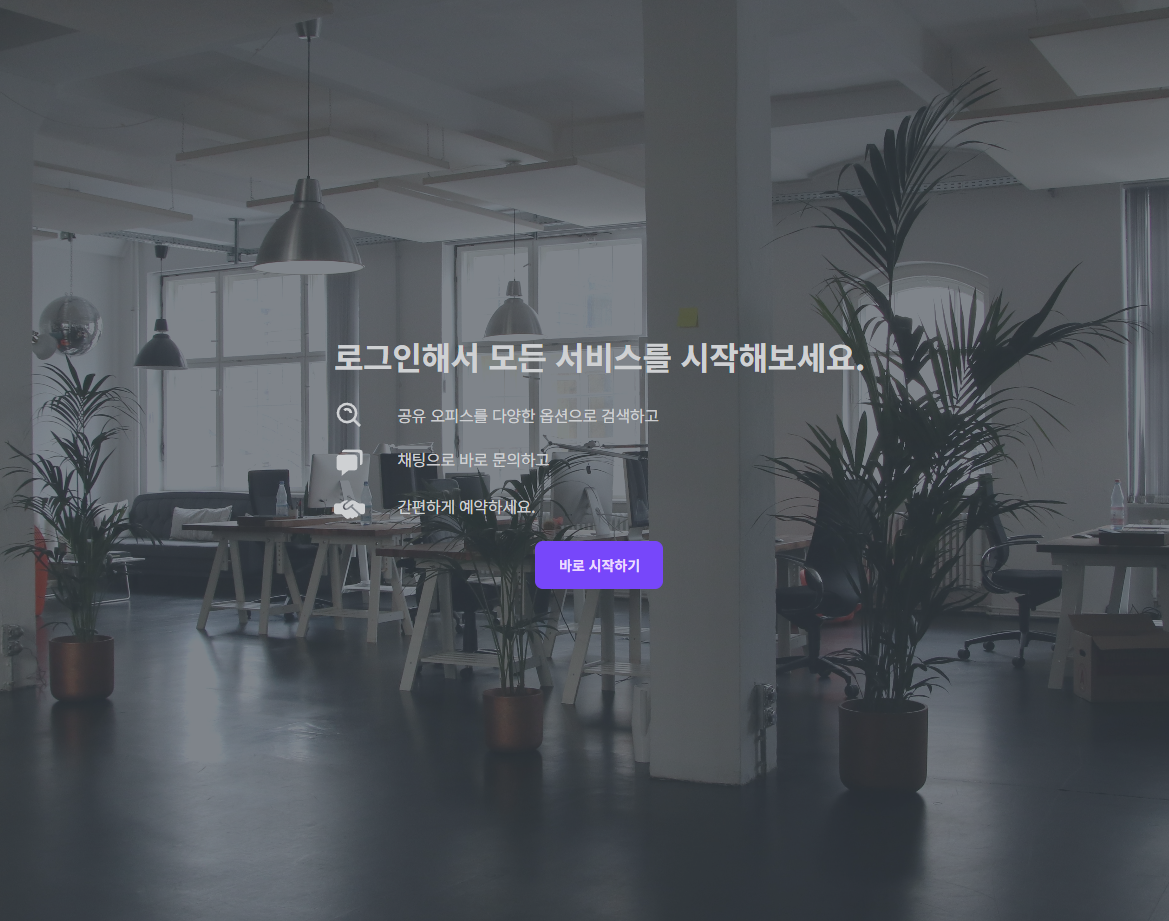 로그인해서 모든 서비스를 시작해보세요.
공유 오피스를 다양한 옵션으로 검색하고
채팅으로 바로 문의하고
간편하게 예약하세요.
바로 시작하기